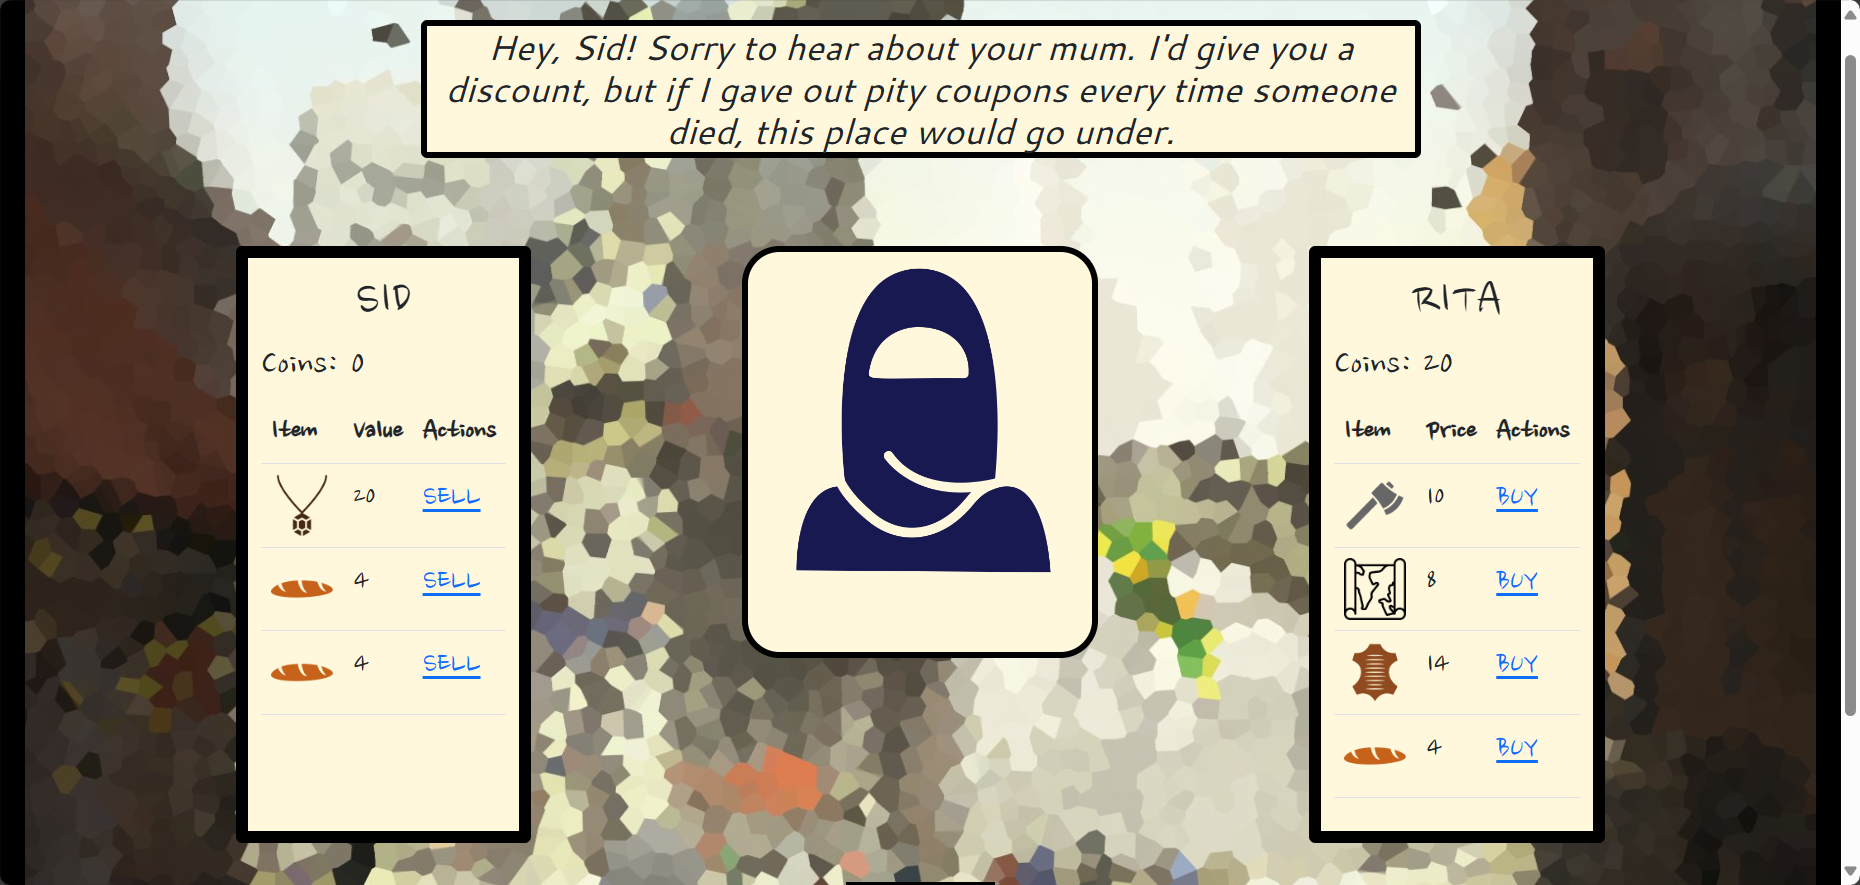 Hey, Sid! Sorry to hear about your mum. I'd give you a
discount, but if I gave out pity coupons every time someone
died, this place would go under.
SID
Coins: 0
Item Value Actions
20 SELL
4 SELL
4 SELL
RITA
Coins: 20
Item Price Actions
10 BUY
8 BUY
14 BUY
4 BUY